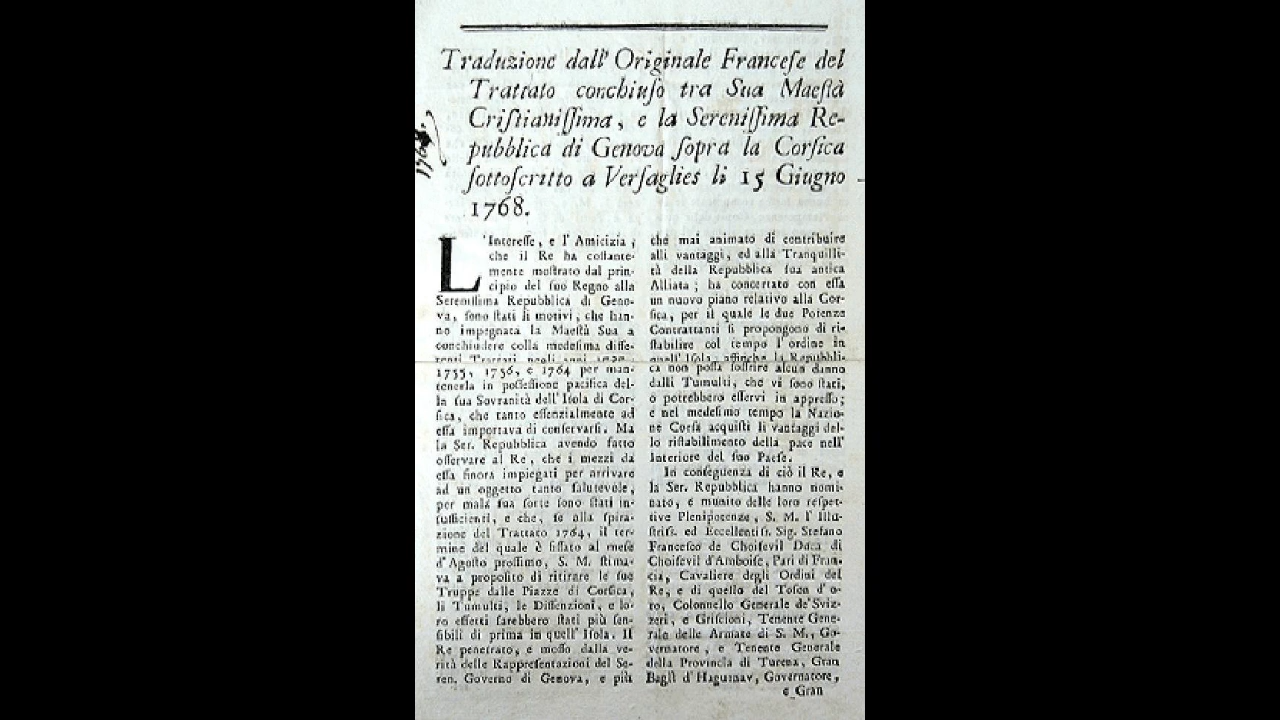 Traduzione dall' Originale Franceſe del
Trattato conchiuſo tra Sua Maeſtà
Criſtianiſſima, e la Sereniſſima Re-
pubblica di Genova ſopra la Corſica
ſottoſcritto a Verſaglies li 15 Giugno
1768.
1768.
L'Intereſſe, e l' Amicizia,
che il Re ha coſtante-
mente moſtrato dal prin-
cipio del ſuo Regno alla
Sereniſſima Repubblica di Geno-
va, ſono ſtati li motivi, che han-
no impegnata la Maeſtà Sua a
conchiudere colla medeſima diffe-
renti Trattati negli anni
1755, 1756, e 1764 per man-
tenerla in poſſeſſione pacifica del-
la ſua Sovranità dell' Iſola di Cor-
ſica, che tanto eſſenzialmente ad
eſſa importava di conſervarſi. Ma
la Ser. Repubblica avendo fatto
oſſervare al Re, che i mezzi da
eſſa finora impiegati per arrivare
ad un oggetto tanto ſalutevole,
per mala ſua ſorte ſono ſtati in-
ſufficienti, e che, ſe alla ſpira-
zione del Trattato 1764, il ter-
mine del quale è fiſſato al meſe
d'Agoſto proſſimo, S. M. ſtima-
va a propoſito di ritirare le ſue
Truppe dalle Piazze di Corſica,
li Tumulti, le Diſſenzioni, e lo-
ro effetti ſarebbero ſtati più ſen-
ſibili di prima in quell' Iſola. Il
Re penetrato, e moſſo dalla ve-
rità delle Rappreſentazioni del Se-
ren. Governo di Genova, e più
che mai animato di contribuire
alli vantaggi, ed alla Tranquilli-
tà della Repubblica ſua antica
Alliata; ha concertato con eſſa
un nuovo piano relativo alla Cor-
ſica, per il quale le due Potenze
Contrattanti ſi propongono di ri-
ſtabilire col tempo l'ordine in
quell' Iſola, affinche la Repubbli-
ca non poſſa ſoffrire alcun danno
dalli Tumulti, che vi ſono ſtati,
o potrebbero eſſervi in appreſſo;
e nel medeſimo tempo la Nazio-
ne Corſa acquiſti li vantaggi del-
lo riſtabilimento della pace nell'
Interiore del ſuo Paeſe.
In conſeguenza di ciò il Re, e
la Ser. Repubblica hanno nomi-
nato, e munito delle loro reſpet-
tive Plenipotenze, S. M. l' Illu-
ſtriſs. ed Eccellentiſs. Sig. Stefano
Franceſco de Choiſevil Duca di
Choiſevil d'Amboiſe, Pari di Fran-
cia, Cavaliere degli Ordini del
Re, e di quello del Toſon d'o-
ro, Colonnello Generale de' Sviz-
zeri, e Griſcioni, Tenente Gene-
rale delle Armate di S. M., Go-
vernatore, e Tenente Generale
della Provincia di Turena, Gran
Bagli d'Haguenav, Governatore,
e Gran